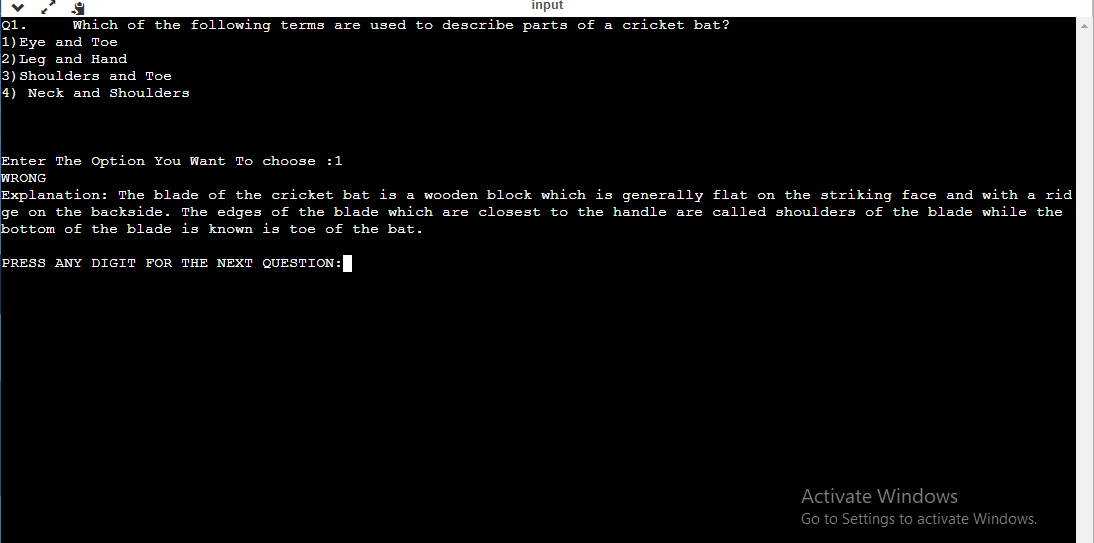 input
Q1.     Which of the following terms are used to describe parts of a cricket bat?
1)Eye and Toe
2)Leg and Hand
3)Shoulders and Toe
4) Neck and Shoulders
Enter The Option You Want To choose :1
WRONG
Explanation: The blade of the cricket bat is a wooden block which is generally flat on the striking face and with a rid
ge on the backside. The edges of the blade which are closest to the handle are called shoulders of the blade while the
bottom of the blade is known is toe of the bat.
PRESS ANY DIGIT FOR THE NEXT QUESTION:
Activate Windows
Go to Settings to activate Windows.